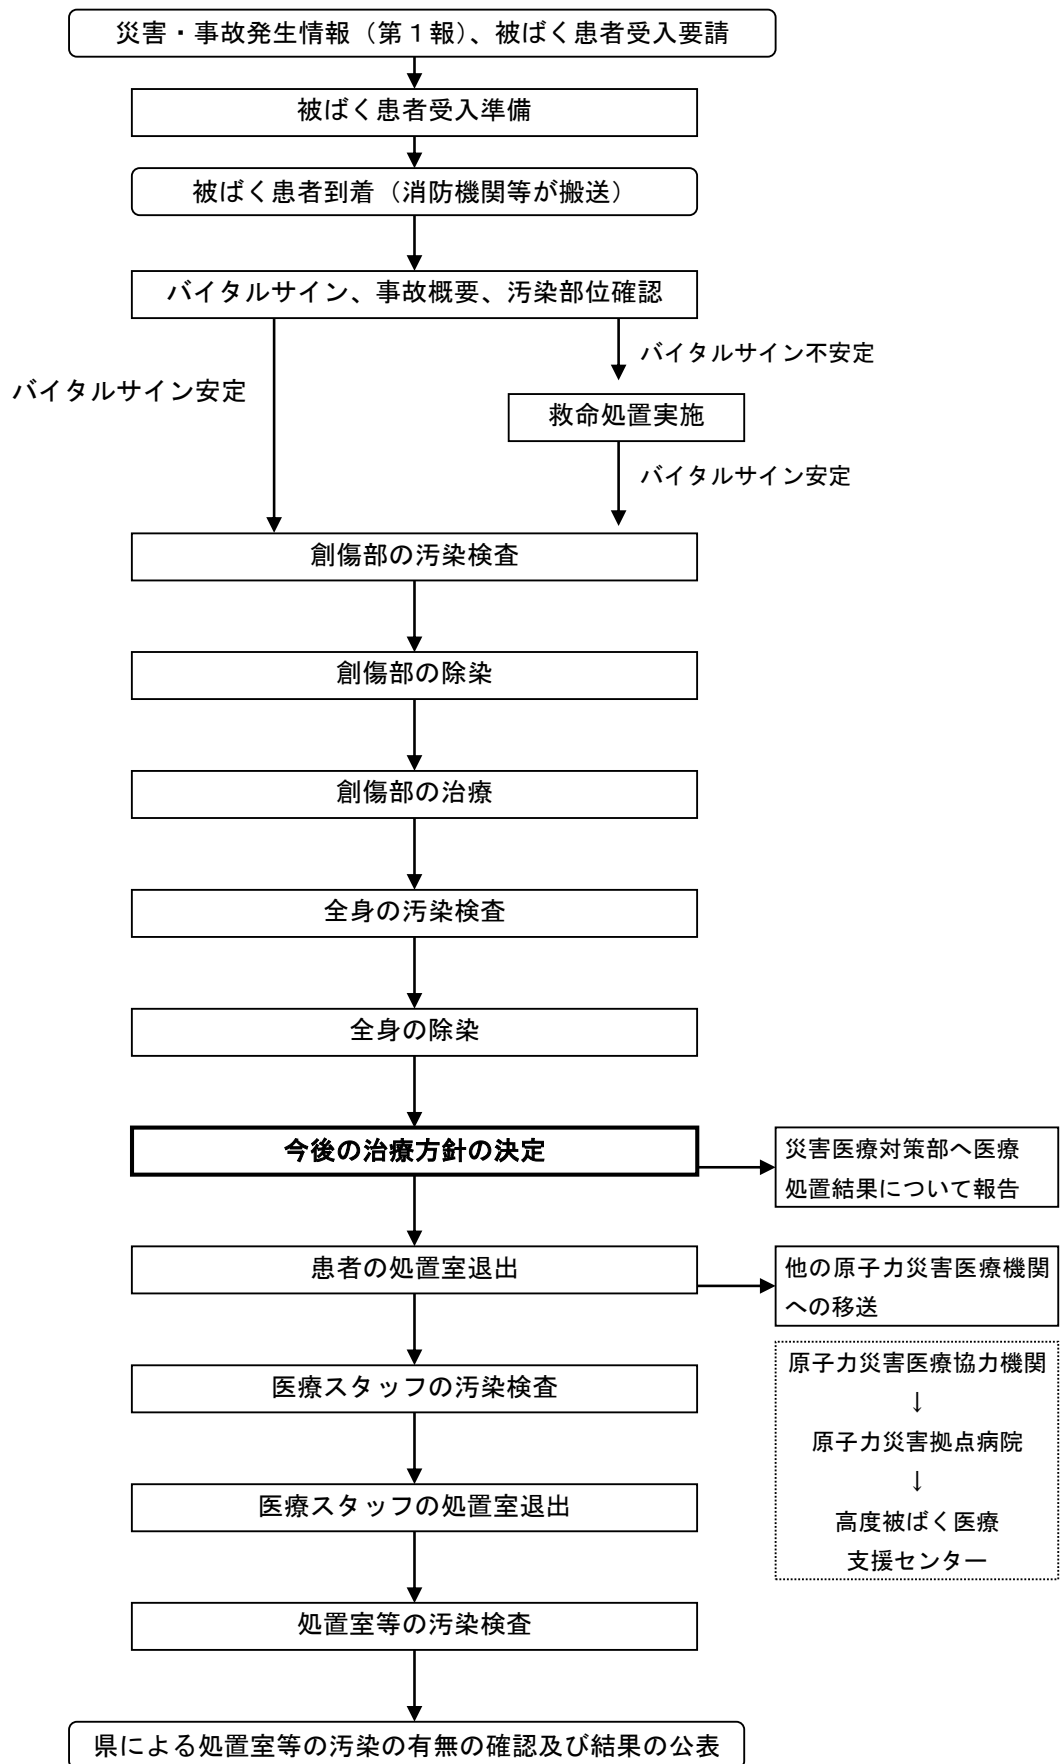 災害・事故発生情報（第１報）、被ばく患者受入要請
被ばく患者受入準備
被ばく患者到着（消防機関等が搬送）
バイタルサイン、事故概要、汚染部位確認
バイタルサイン不安定
バイタルサイン安定
救命処置実施
バイタルサイン安定
創傷部の汚染検査
創傷部の除染
創傷部の治療
全身の汚染検査
全身の除染
今後の治療方針の決定
災害医療対策部へ医療
処置結果について報告
患者の処置室退出
他の原子力災害医療機関
への移送
原子力災害医療協力機関
↓
原子力災害拠点病院
↓
高度被ばく医療
支援センター
医療スタッフの汚染検査
医療スタッフの処置室退出
処置室等の汚染検査
県による処置室等の汚染の有無の確認及び結果の公表